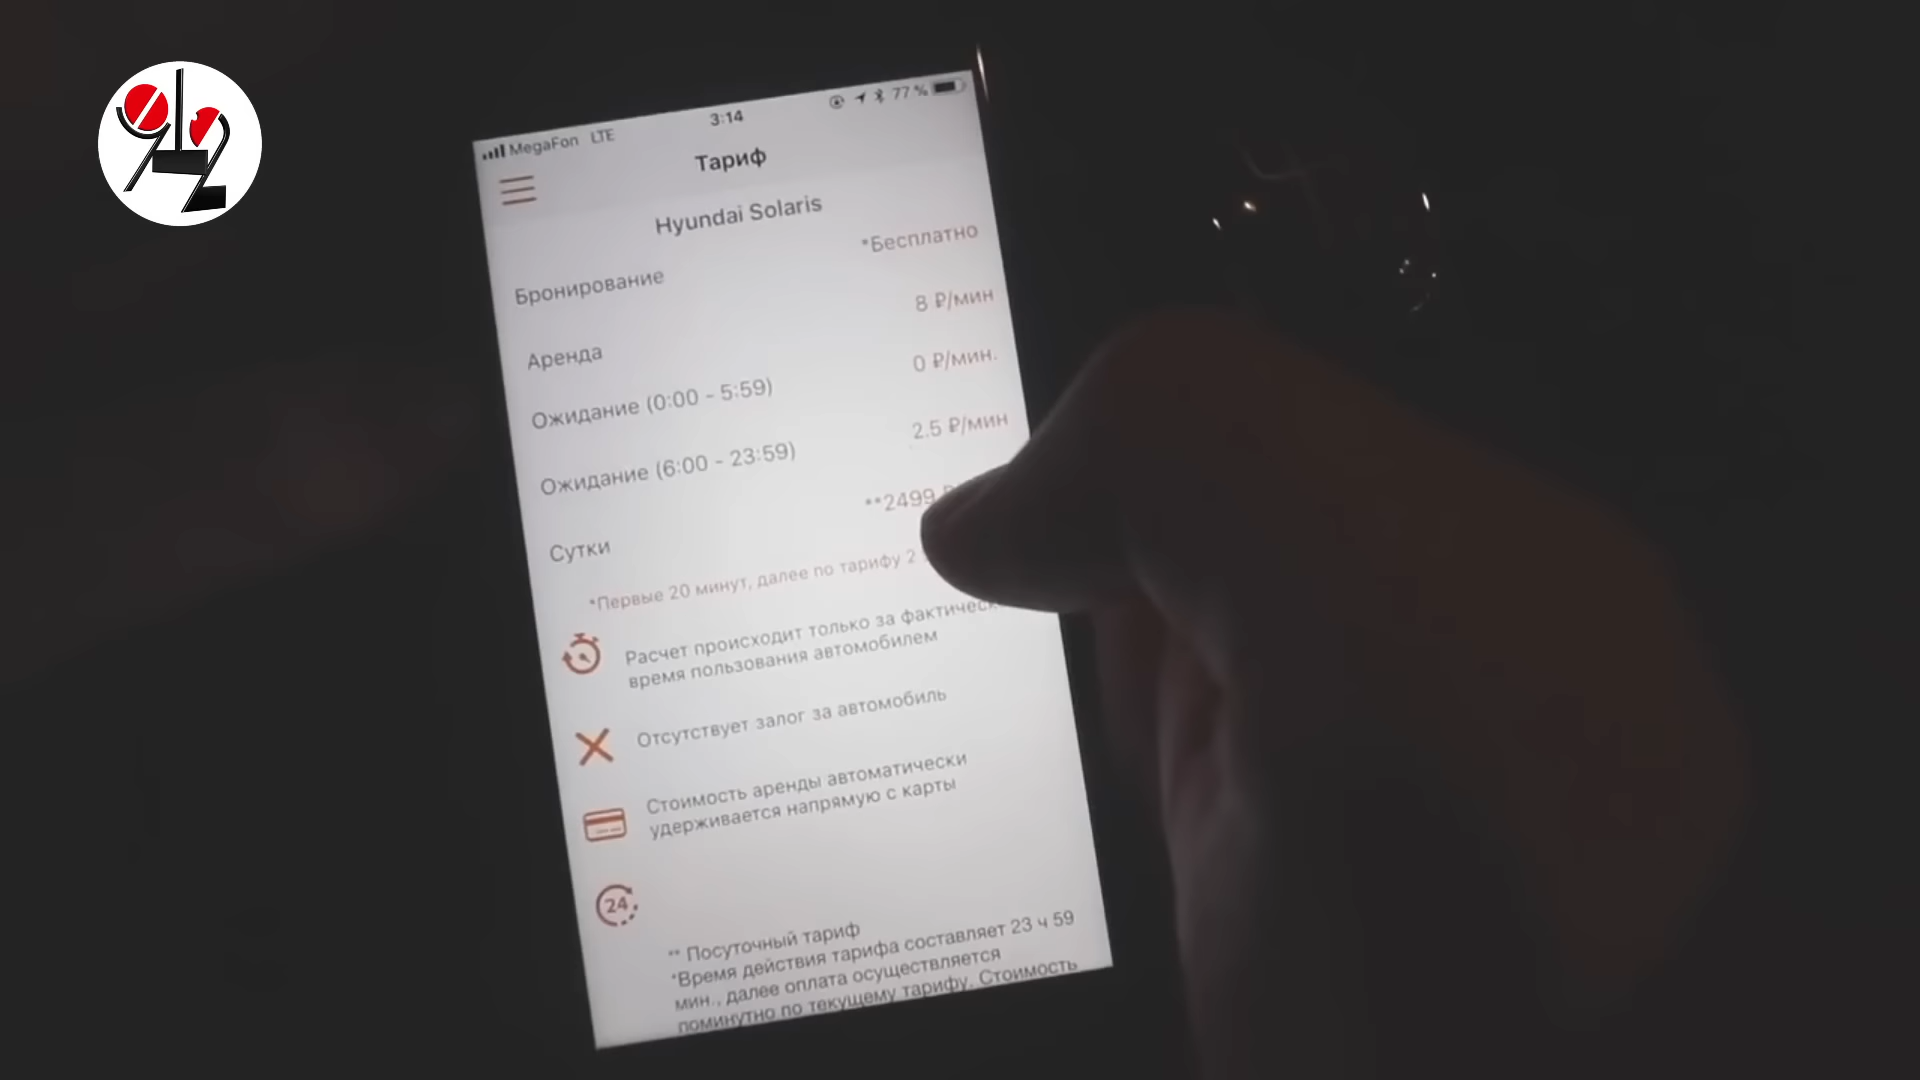 912
MegaFon LTE 3:14 77 %
Тариф
Hyundai Solaris
Бронирование *Бесплатно
Аренда 8 ₽/мин
Ожидание (0:00 - 5:59) 0 ₽/мин.
Ожидание (6:00 - 23:59) 2.5 ₽/мин
Сутки **2499
*Первые 20 минут, далее по тарифу 2
Расчет происходит только за
время пользования автомобилем
Отсутствует залог за автомобиль
Стоимость аренды автоматически
удерживается напрямую с карты
24
** Посуточный тариф
*Время действия тарифа составляет 23 ч 59
мин., далее оплата осуществляется
поминутно по текущему тарифу. Стоимость